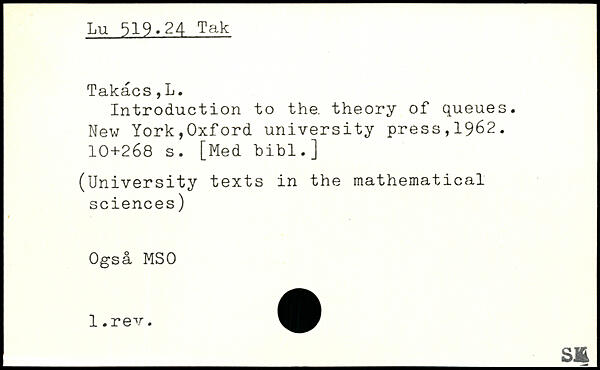 Lu 519.24 Tak
Takács,L.
Introduction to the theory of queues.
New York,Oxford university press,1962.
10+268 s. [Med bibl.]
(University texts in the mathematical
sciences)
Også MSO
1.rev.
SK